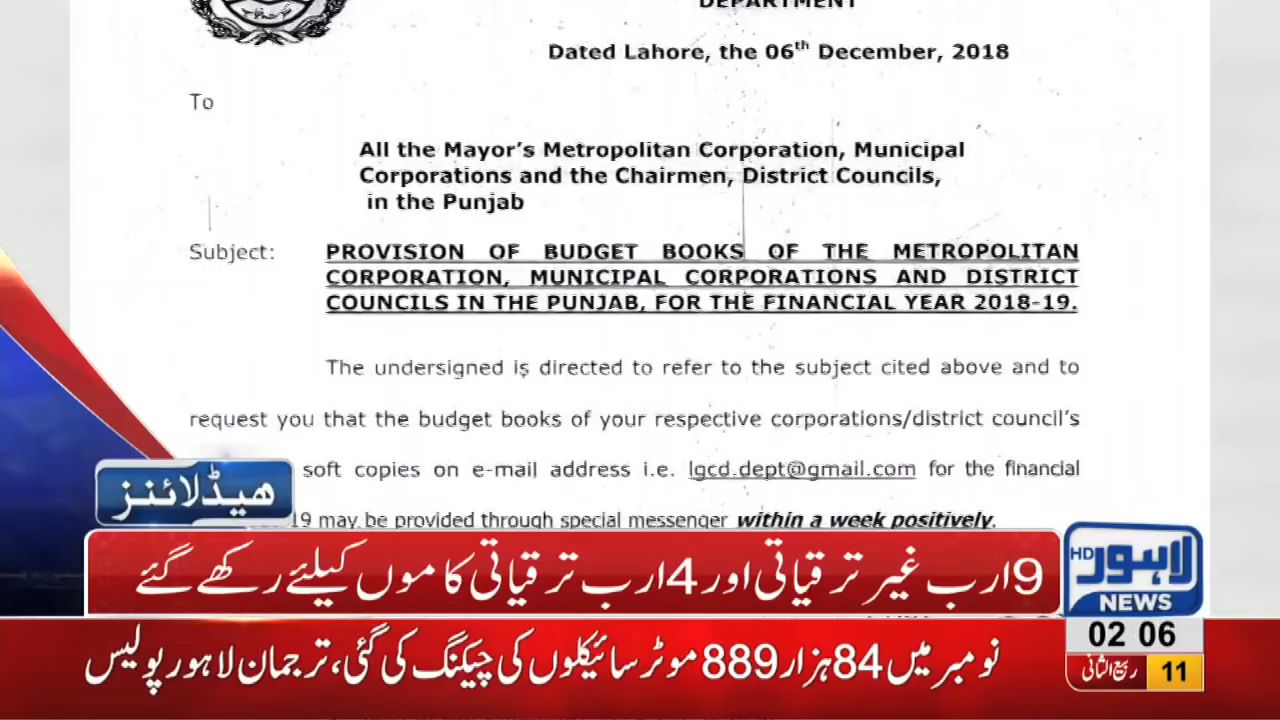 DEPARTMENT
Dated Lahore, the 06th December, 2018
To
All the Mayor's Metropolitan Corporation, Municipal
Corporations and the Chairmen, District Councils,
in the Punjab
Subject: PROVISION OF BUDGET BOOKS OF THE METROPOLITAN
CORPORATION, MUNICIPAL CORPORATIONS AND DISTRICT
COUNCILS IN THE PUNJAB, FOR THE FINANCIAL YEAR 2018-19.
The undersigned is directed to refer to the subject cited above and to
request you that the budget books of your respective corporations/district council's
soft copies on e-mail address i.e. lgcd.dept@gmail.com for the financial
19 may be provided through special messenger within a week positively.
ہیڈلائنز
9ارب غیر ترقیاتی اور 4ارب ترقیاتی کاموں کیلئے رکھے گئے
لاہور HD
NEWS
نومبر میں 84ہزار 889 موٹر سائیکلوں کی چیکنگ کی گئی، ترجمان لاہور پولیس
02 06
11 ربیع الثانی